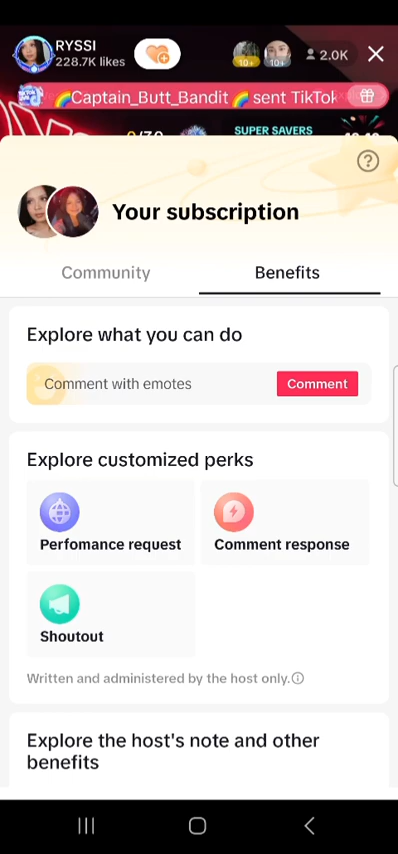 RYSSI
228.7K likes
10+
10+
2.0K
🌈Captain_Butt_Bandit🌈 sent TikTok
SUPER SAVERS
?
Your subscription
Community
Benefits
Explore what you can do
Comment with emotes
Comment
Explore customized perks
Perfomance request
Comment response
Shoutout
Written and administered by the host only.
Explore the host's note and other
benefits